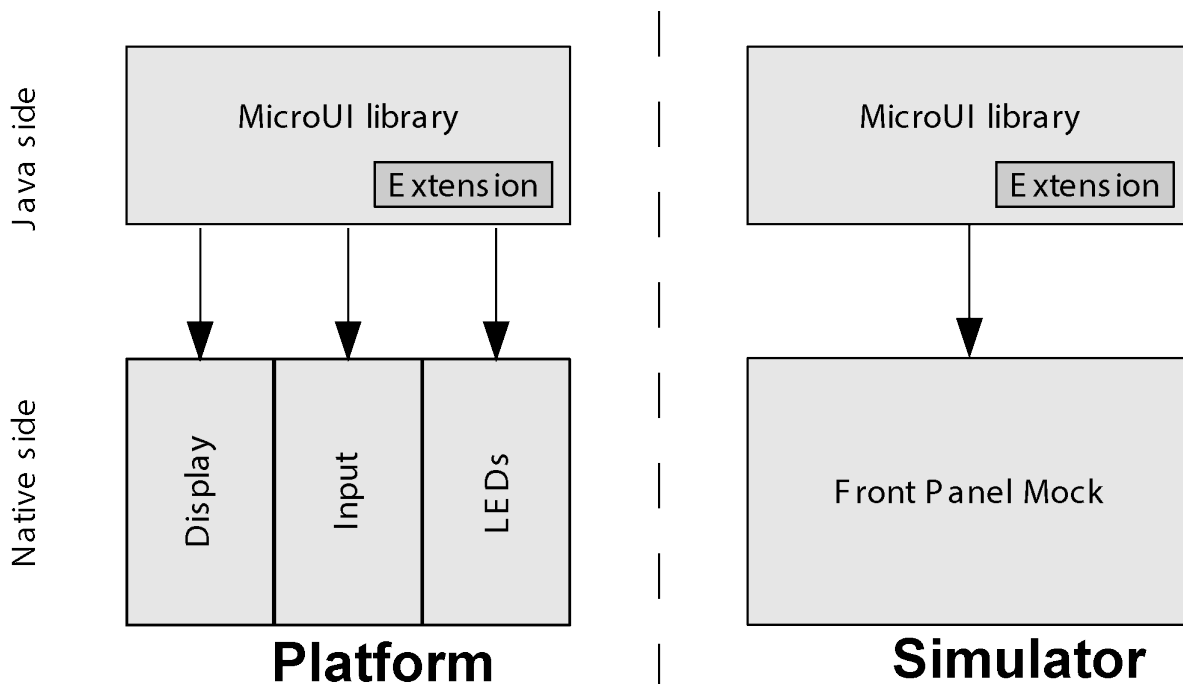 Java side
MicroUI library
Extension
MicroUI library
Extension
Native side
Display
Input
LEDs
Front Panel Mock
Platform
Simulator